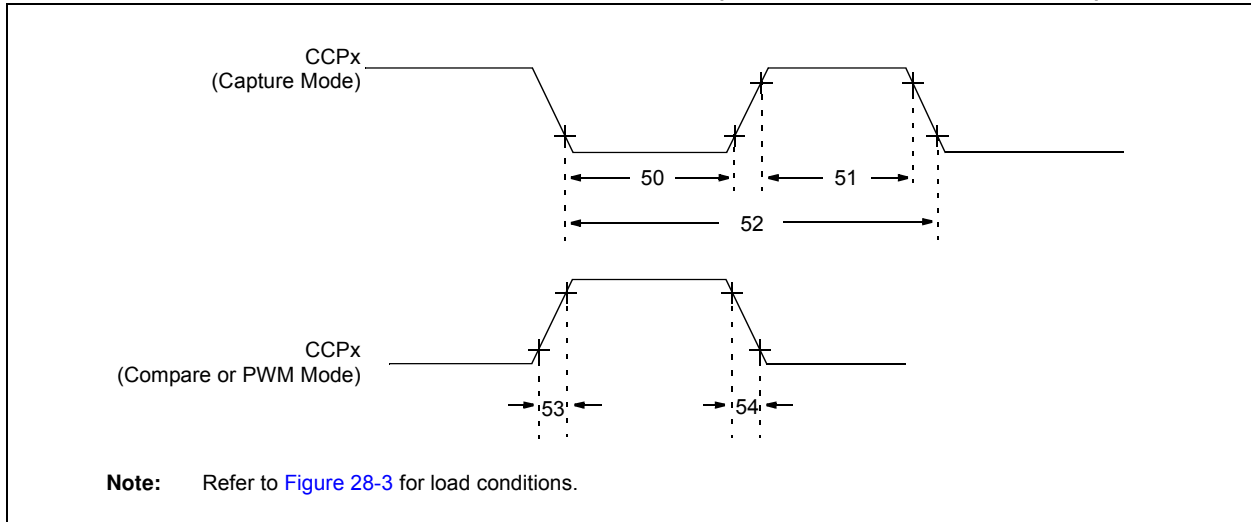 CCPx
(Capture Mode)
50
51
52
CCPx
(Compare or PWM Mode)
53
54
Note: Refer to Figure 28-3 for load conditions.